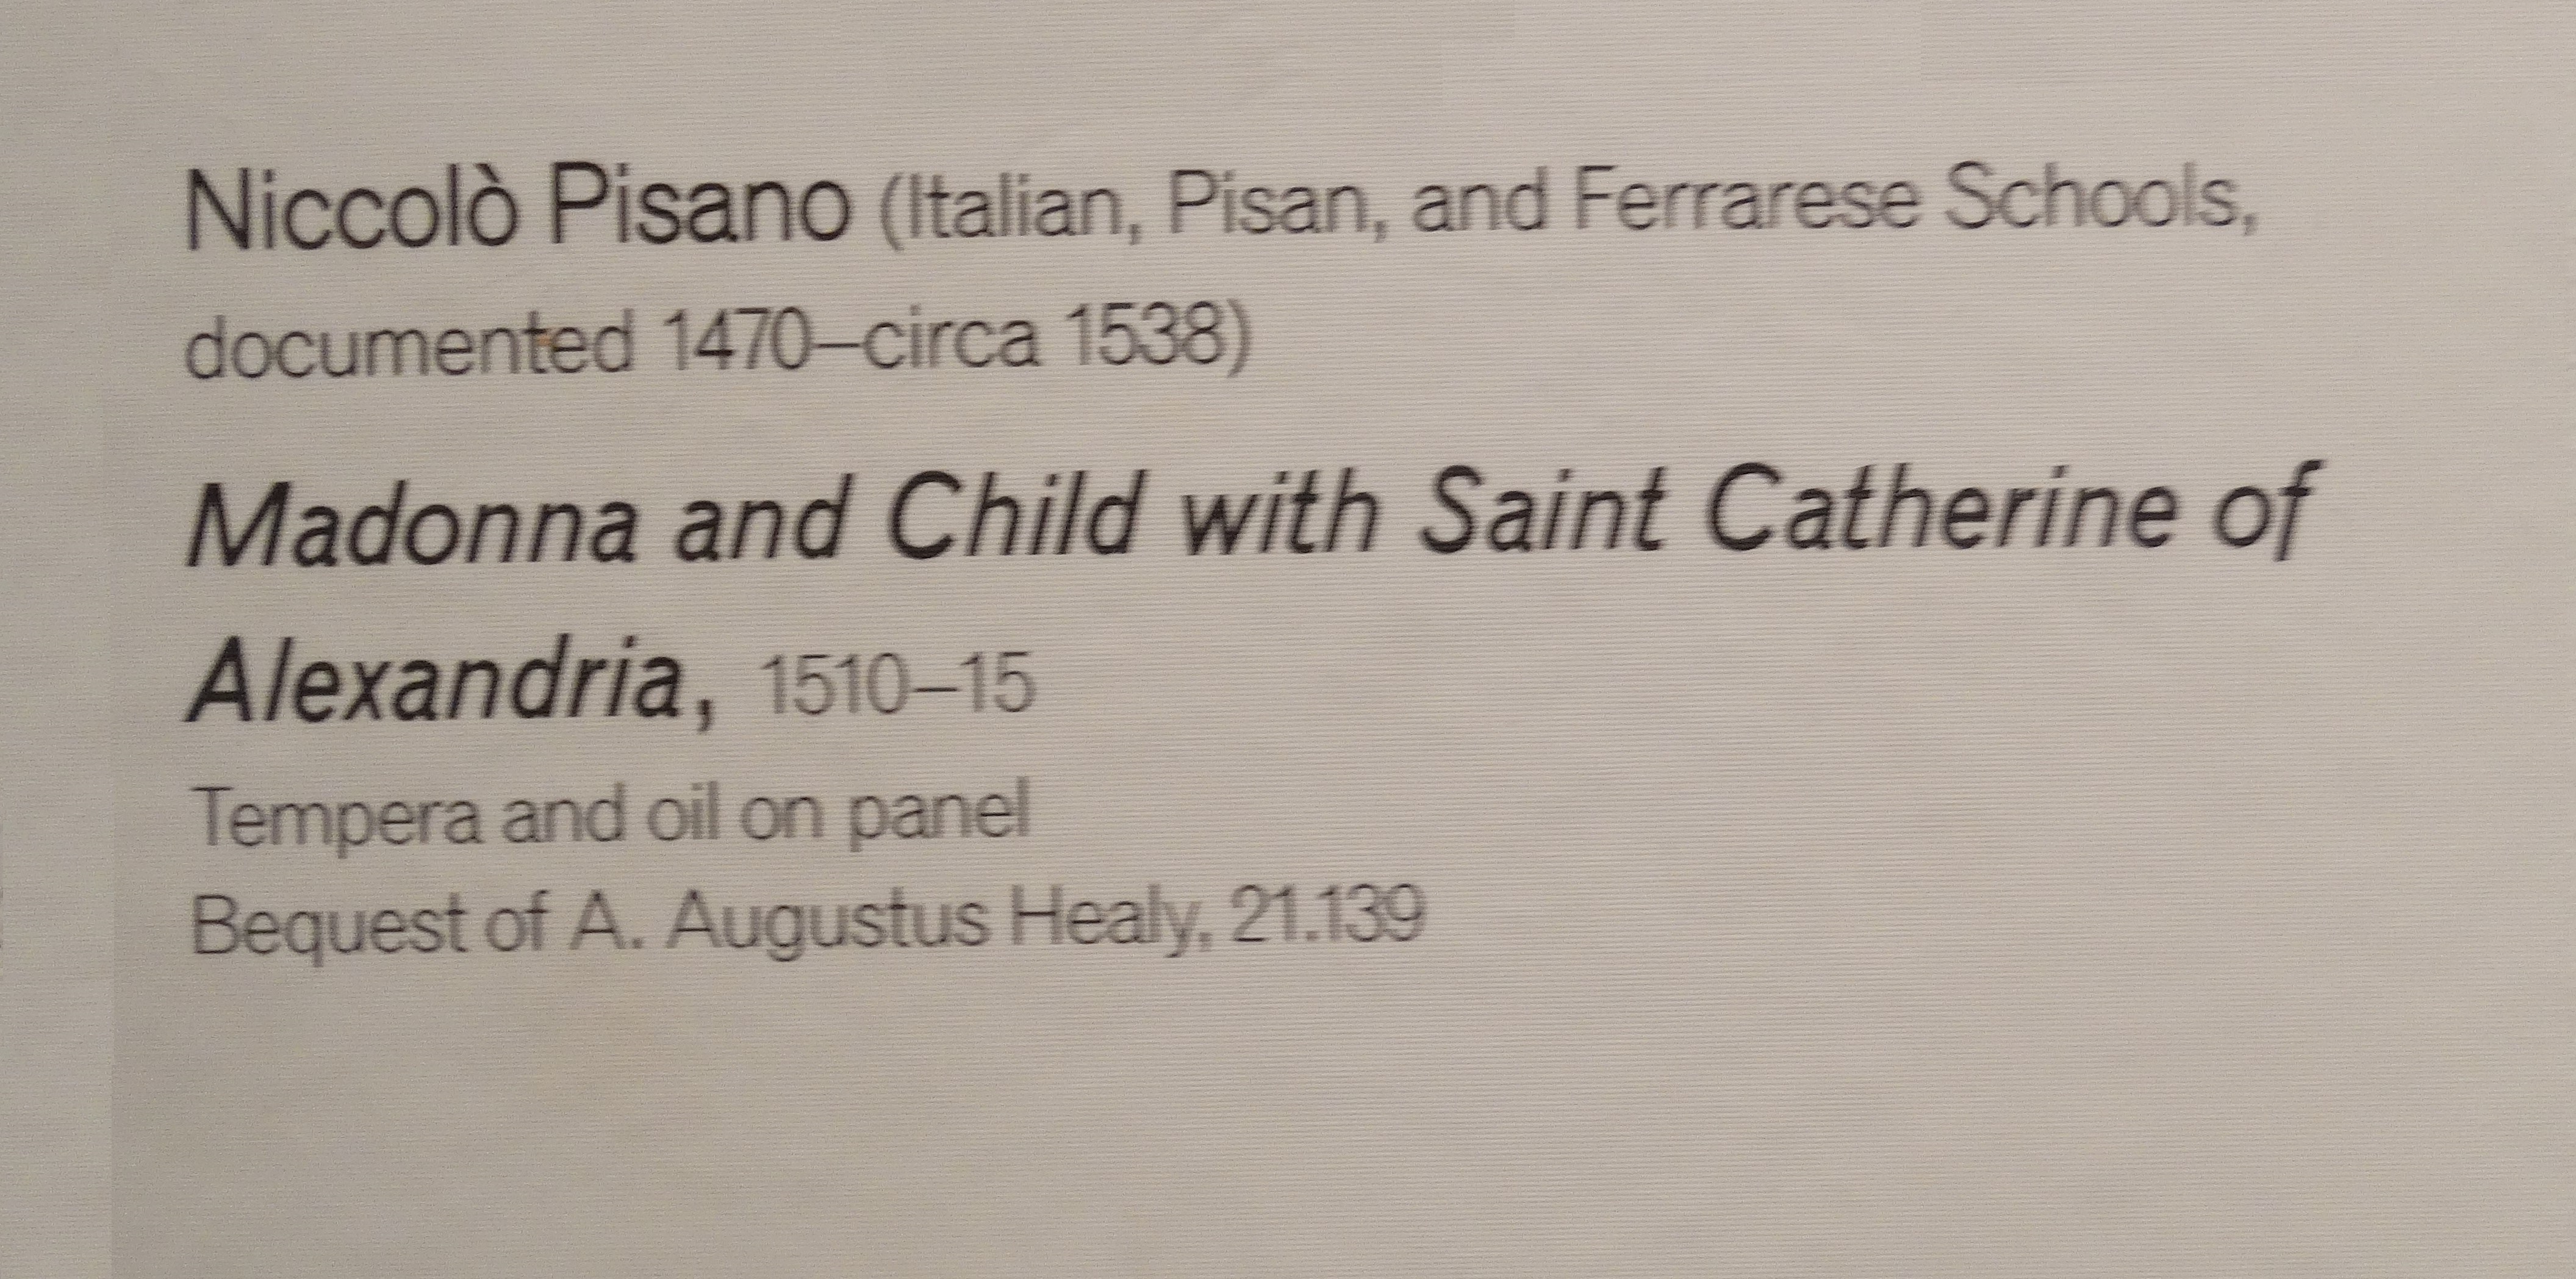 Niccolò Pisano (Italian, Pisan, and Ferrarese Schools,
documented 1470–circa 1538)
Madonna and Child with Saint Catherine of
Alexandria, 1510–15
Tempera and oil on panel
Bequest of A. Augustus Healy, 21.139